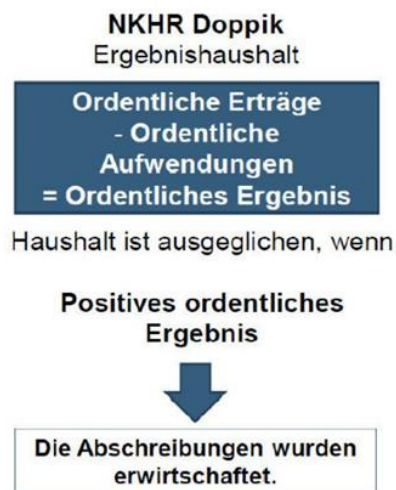 NKHR Doppik
Ergebnishaushalt
Ordentliche Erträge
- Ordentliche
Aufwendungen
= Ordentliches Ergebnis
Haushalt ist ausgeglichen, wenn
Positives ordentliches
Ergebnis
Die Abschreibungen wurden
erwirtschaftet.